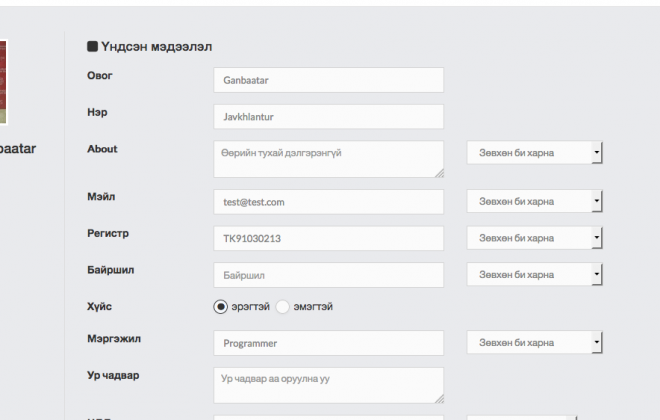 Үндсэн мэдээлэл
Овог
Ganbaatar
Нэр
Javkhlantur
baatar
About
Өөрийн тухай дэлгэрэнгүй
Зөвхөн би харна
Мэйл
test@test.com
Зөвхөн би харна
Регистр
TK91030213
Зөвхөн би харна
Байршил
Байршил
Зөвхөн би харна
Хүйс
эрэгтэй
эмэгтэй
Мэргэжил
Programmer
Зөвхөн би харна
Ур чадвар
Ур чадвар аа оруулна уу